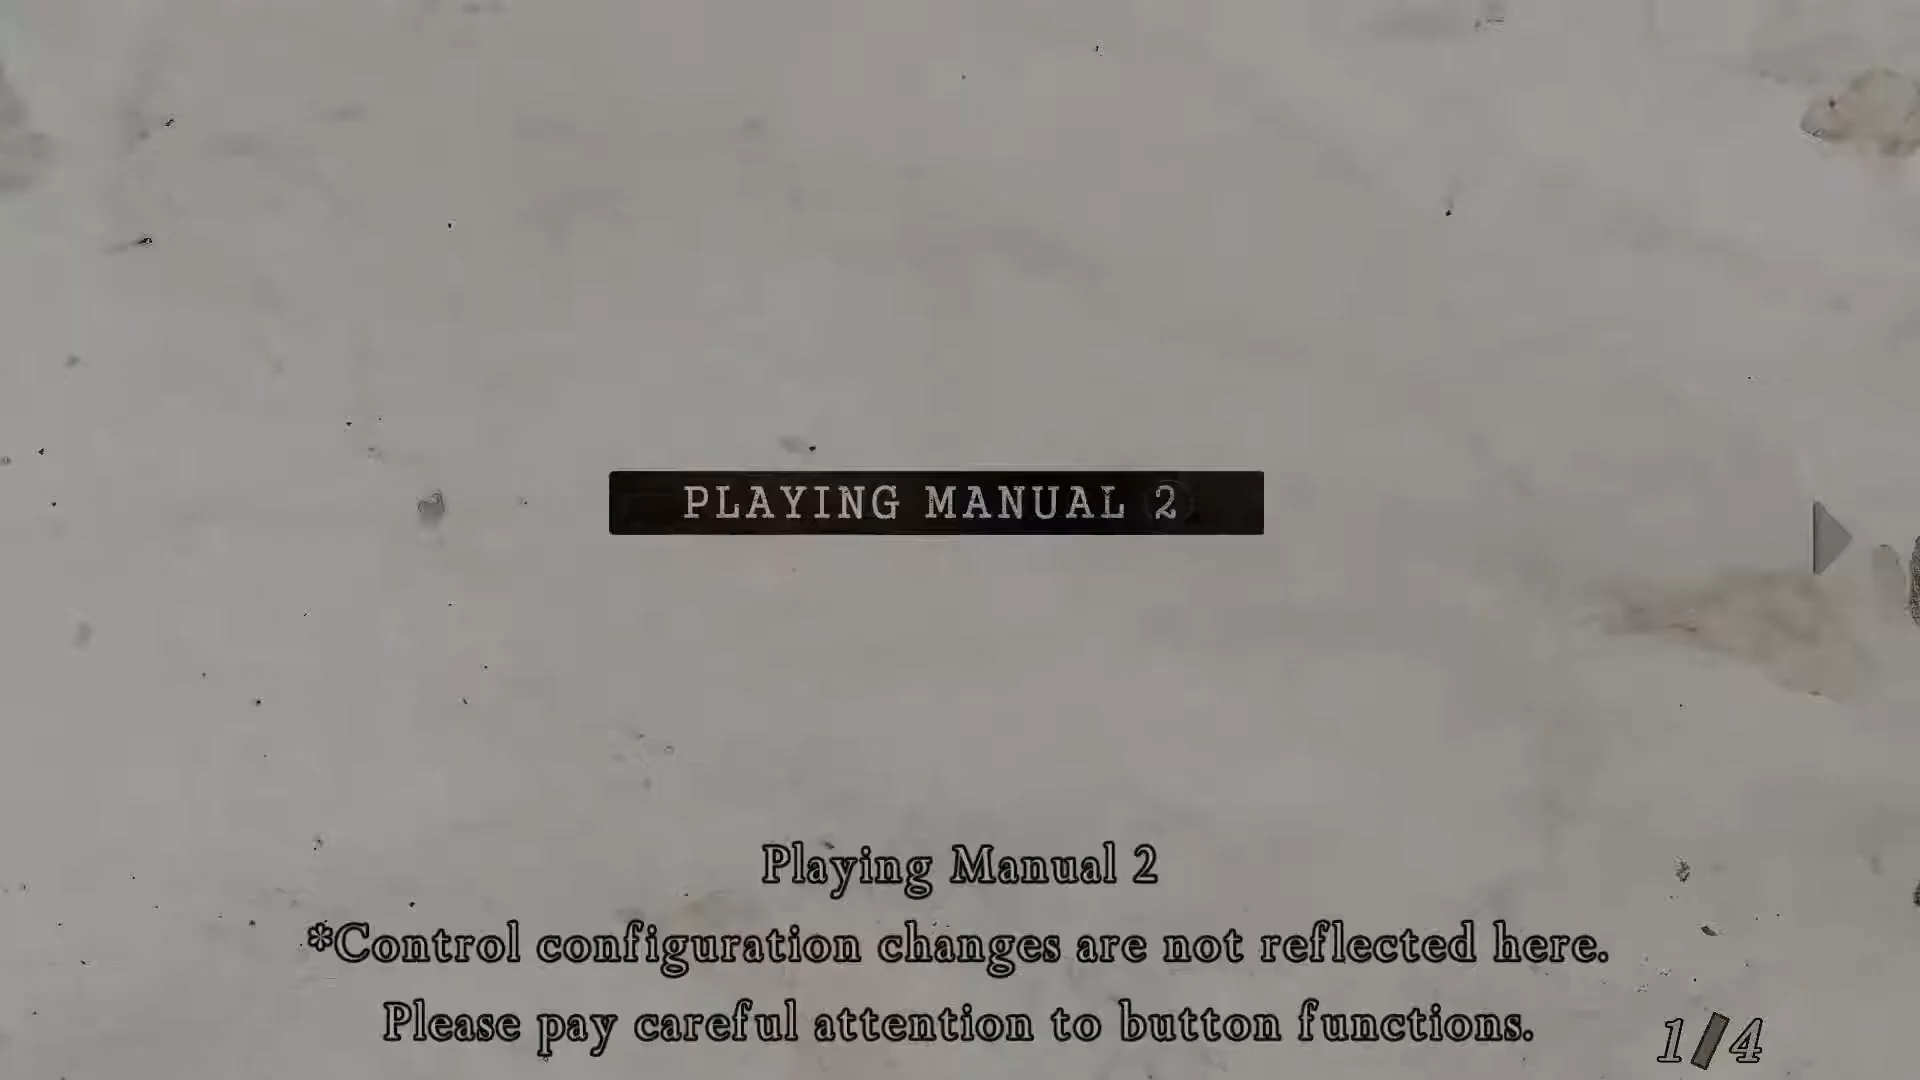 PLAYING MANUAL 2
Playing Manual 2
*Control configuration changes are not reflected here.
Please pay careful attention to button functions.
1/4